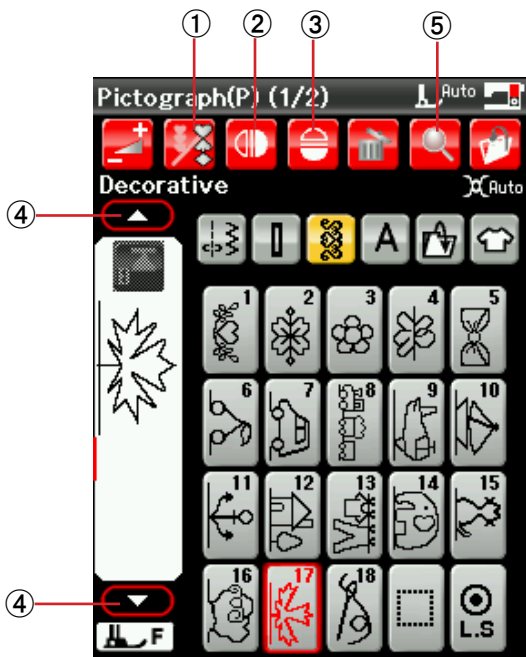 ① ② ③ ⑤
Pictograph(P) (1/2) Auto
Decorative Auto
④
A
1 2 3 4 5
6 7 8 9 10
11 12 13 14 15
16 17 18
L.S
④
F